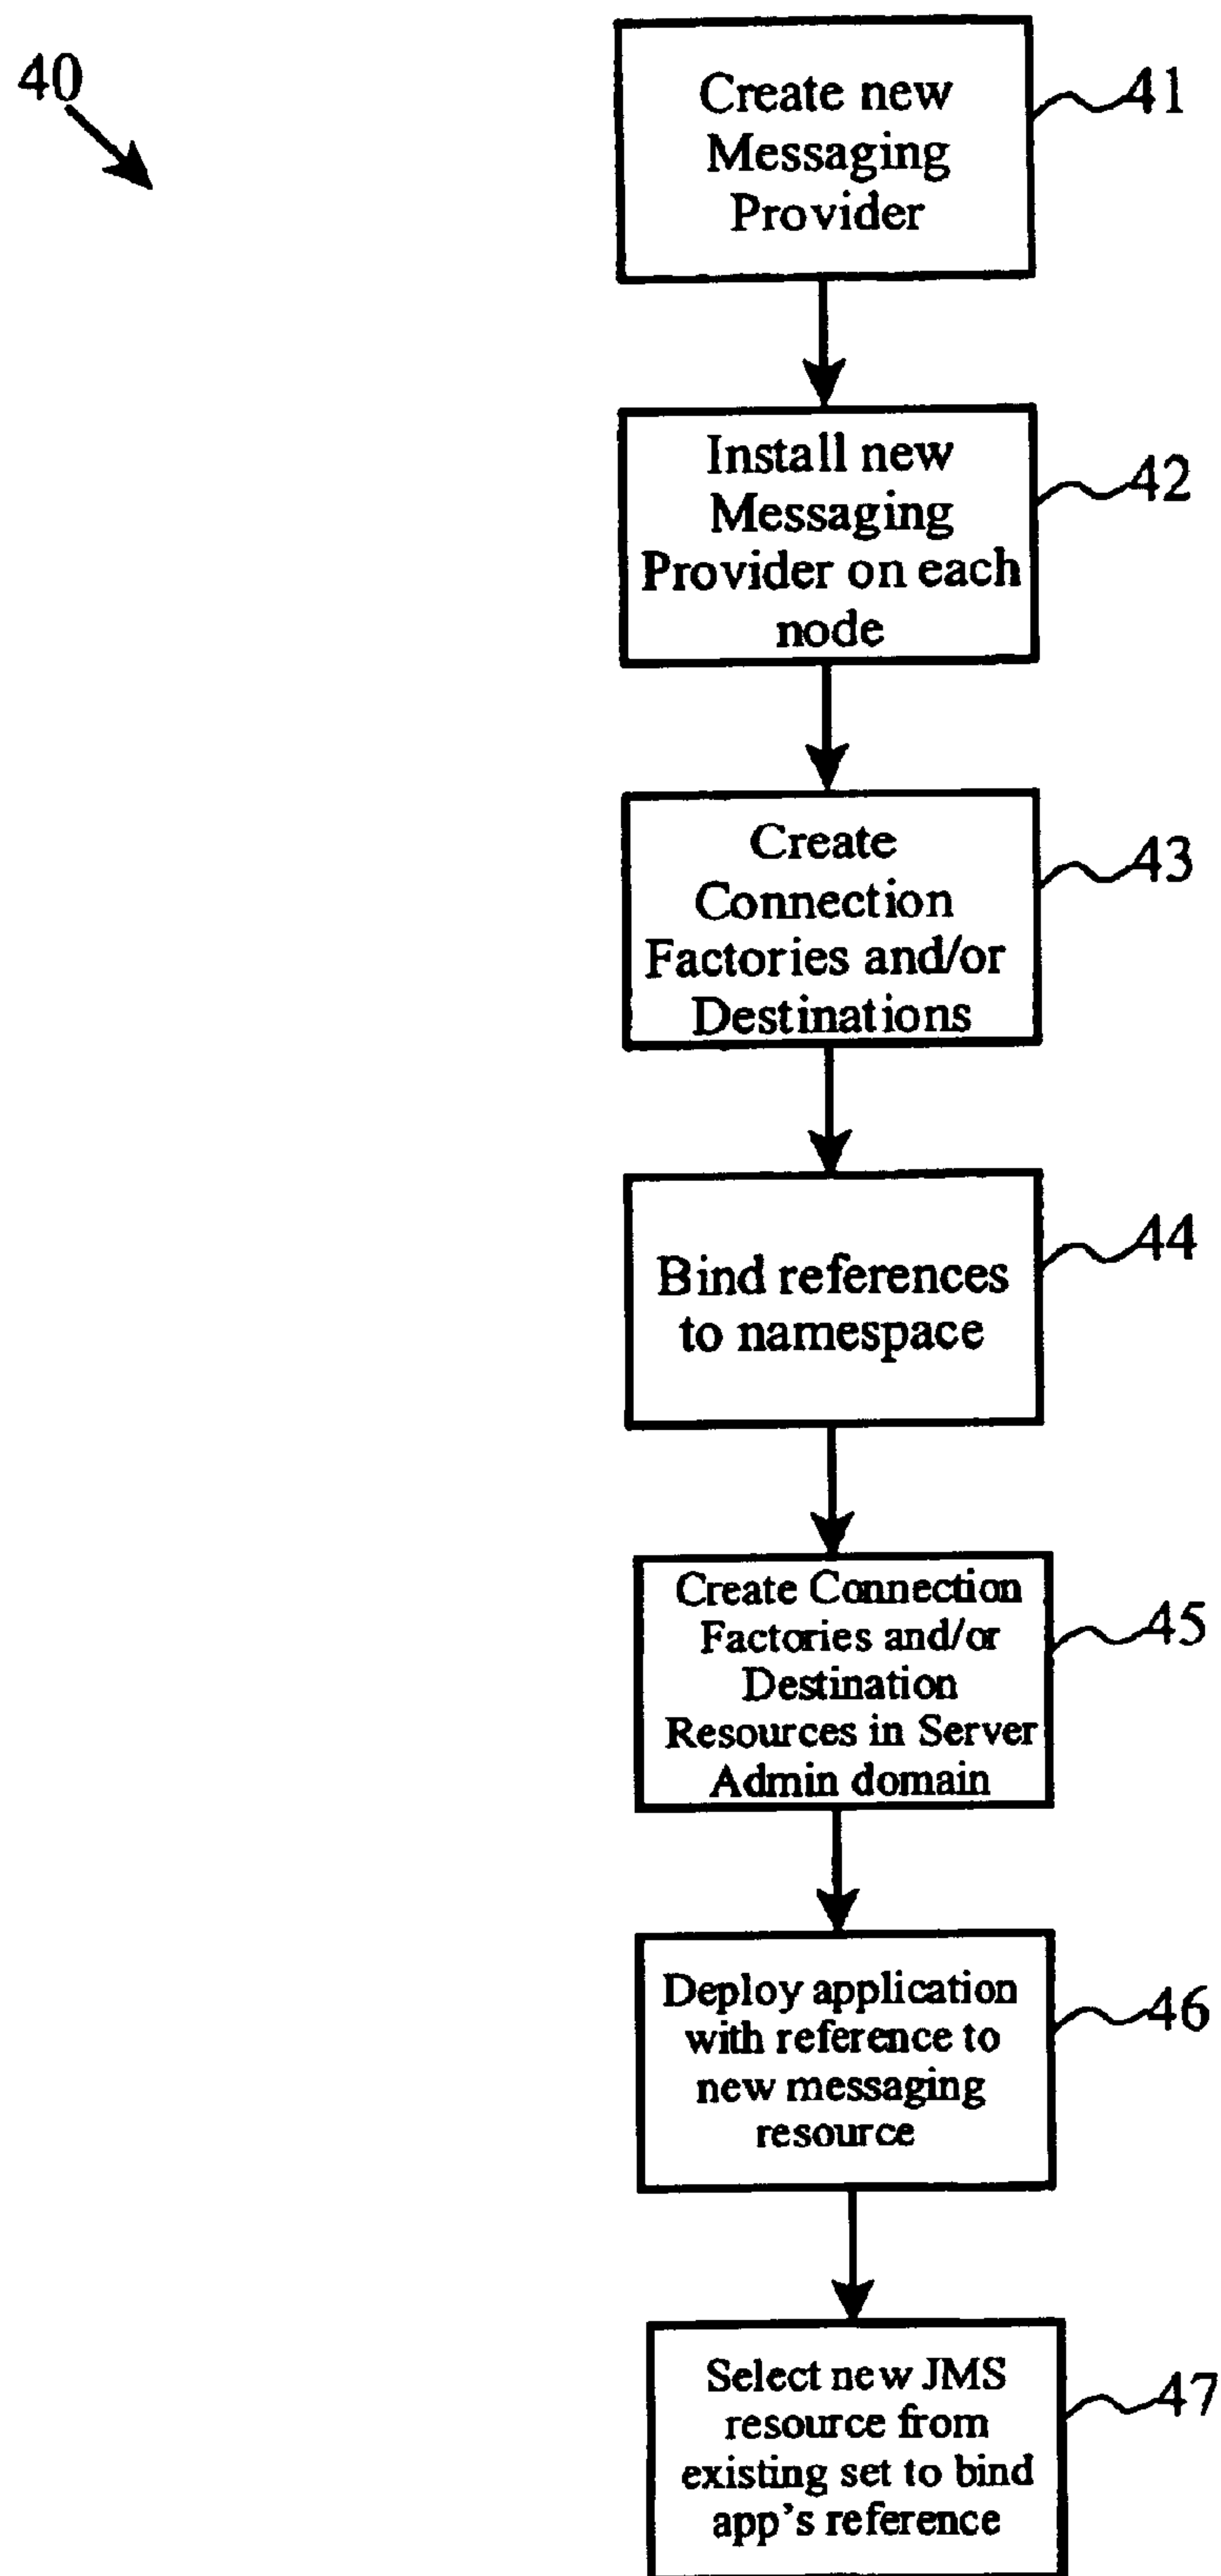 40
Create new
Messaging
Provider
41
Install new
Messaging
Provider on each
node
42
Create
Connection
Factories and/or
Destinations
43
Bind references
to namespace
44
Create Connection
Factories and/or
Destination
Resources in Server
Admin domain
45
Deploy application
with reference to
new messaging
resource
46
Select new JMS
resource from
existing set to bind
app's reference
47